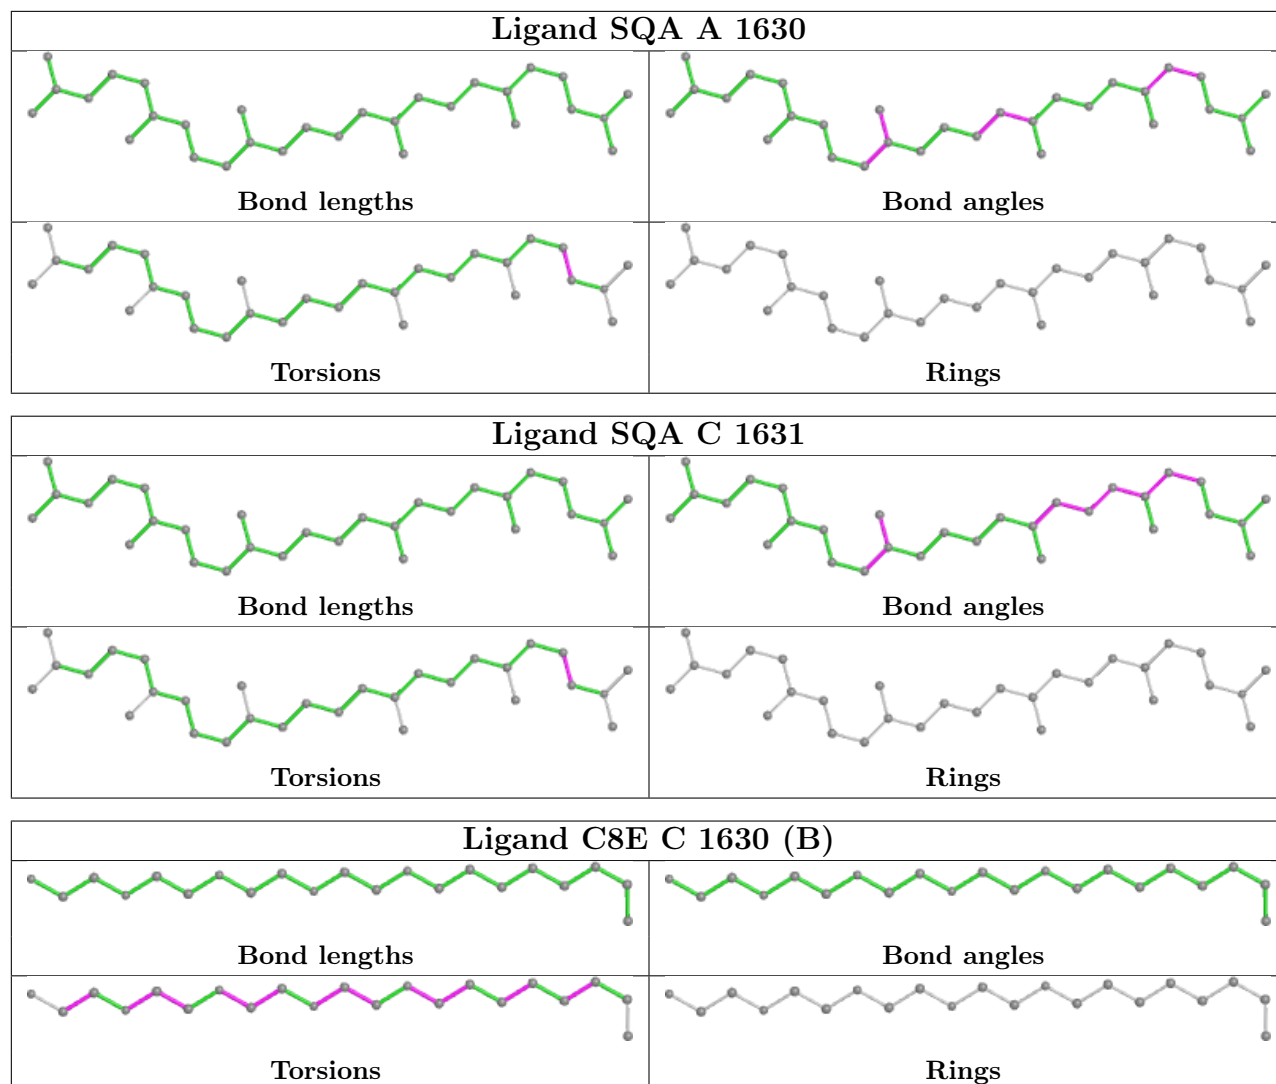 Ligand SQA A 1630
Bond lengths
Bond angles
Torsions
Rings
Ligand SQA C 1631
Bond lengths
Bond angles
Torsions
Rings
Ligand C8E C 1630 (B)
Bond lengths
Bond angles
Torsions
Rings